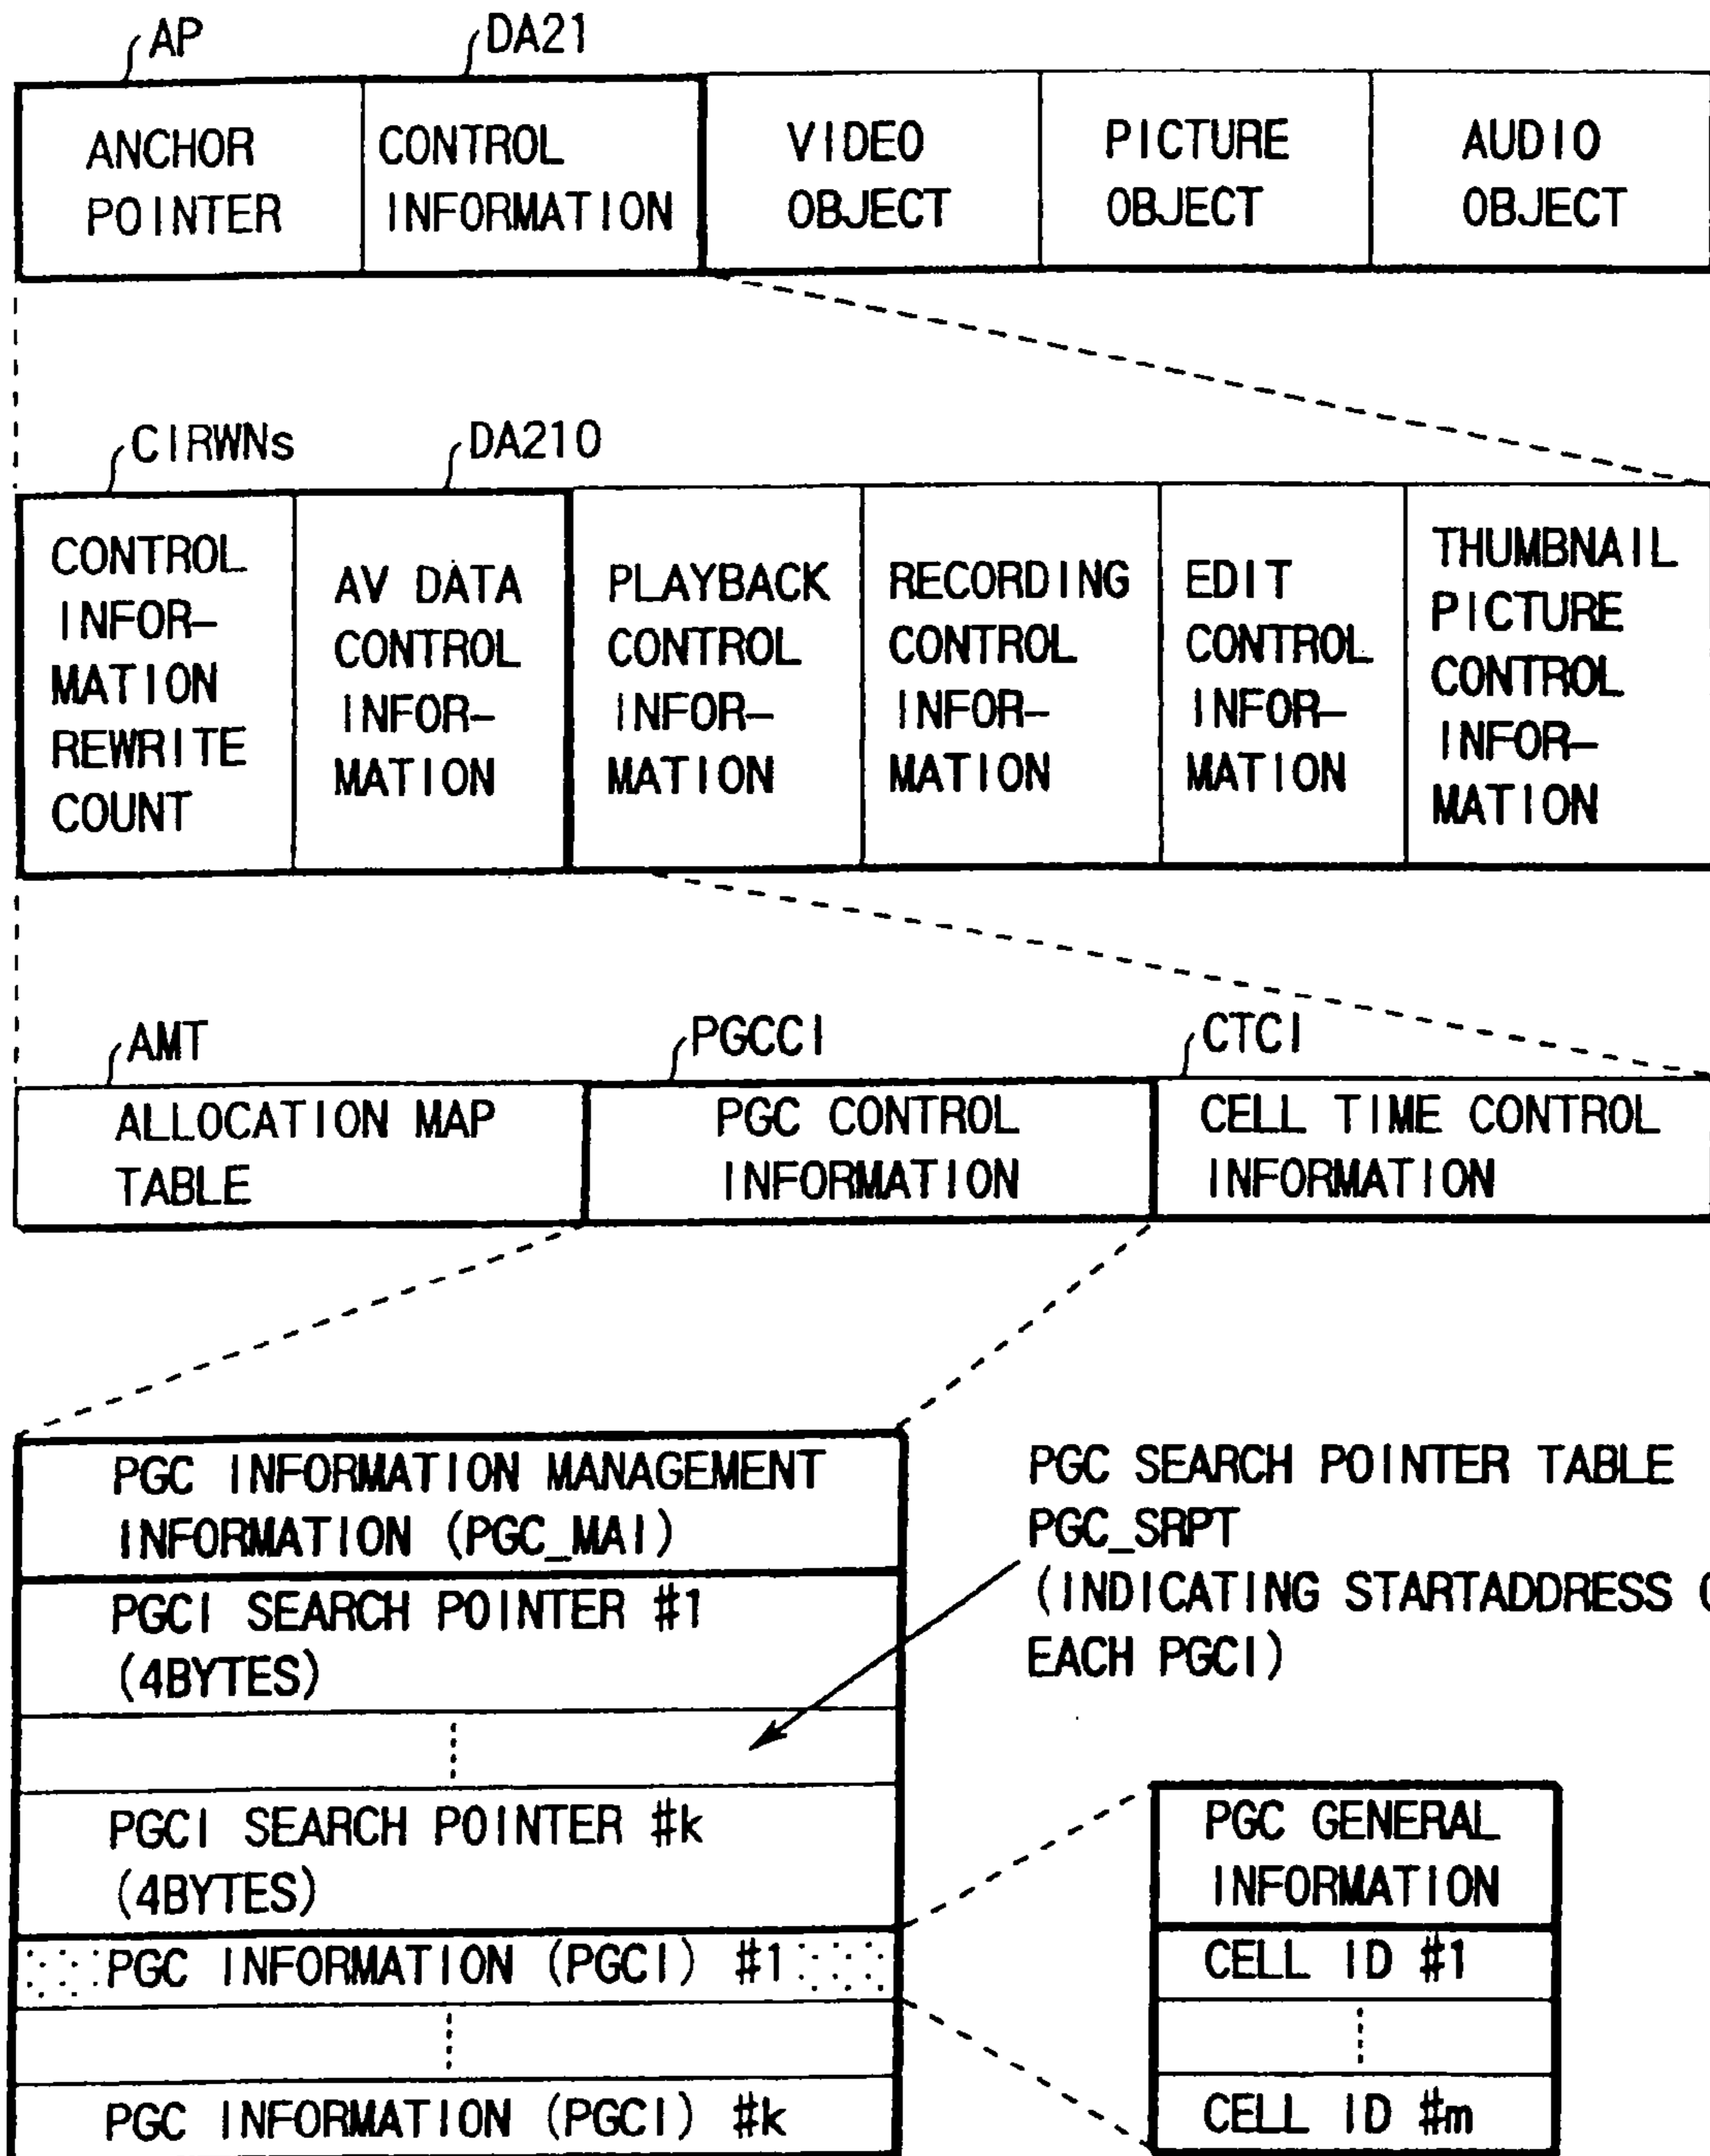 AP
DA21
ANCHOR
POINTER
CONTROL
INFORMATION
VIDEO
OBJECT
PICTURE
OBJECT
AUDIO
OBJECT
CIRWNs
DA210
CONTROL
INFOR-
MATION
REWRITE
COUNT
AV DATA
CONTROL
INFOR-
MATION
PLAYBACK
CONTROL
INFOR-
MATION
RECORDING
CONTROL
INFOR-
MATION
EDIT
CONTROL
INFOR-
MATION
THUMBNAIL
PICTURE
CONTROL
INFOR-
MATION
AMT
PGCCI
CTCI
ALLOCATION MAP
TABLE
PGC CONTROL
INFORMATION
CELL TIME CONTROL
INFORMATION
PGC INFORMATION MANAGEMENT
INFORMATION (PGC_MAI)
PGCI SEARCH POINTER #1
(4BYTES)
PGCI SEARCH POINTER #k
(4BYTES)
PGC INFORMATION (PGCI) #1
PGC INFORMATION (PGCI) #k
PGC SEARCH POINTER TABLE
PGC_SRPT
(INDICATING STARTADDRESS
EACH PGCI)
PGC GENERAL
INFORMATION
CELL ID #1
CELL ID #m